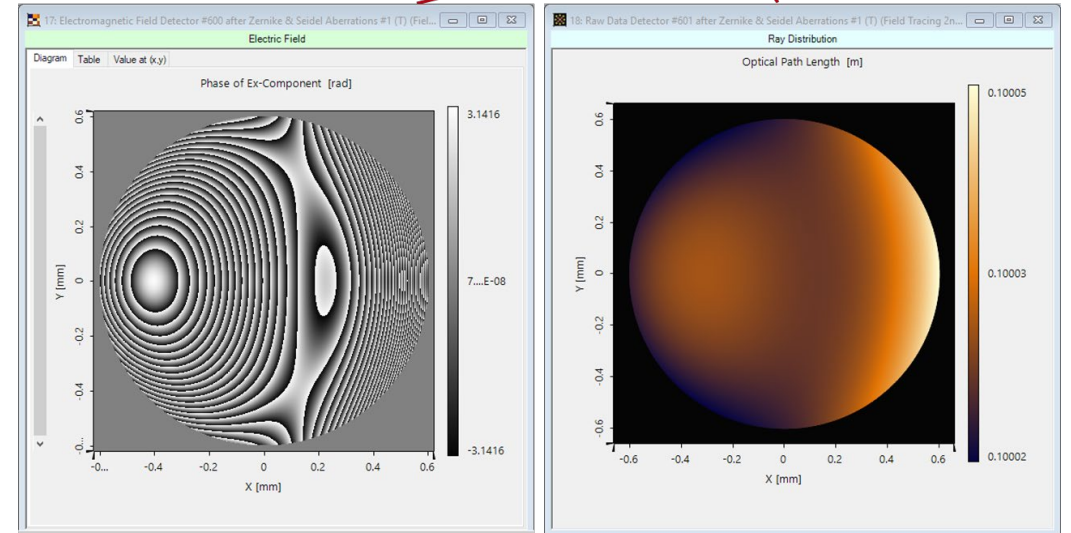 17: Electromagnetic Field Detector #600 after Zernike & Seidel Aberrations #1 (T) (Fiel...
Electric Field
Diagram Table Value at (x,y)
Phase of Ex-Component [rad]
3.1416
7....E-08
-3.1416
0.6
0.4
0.2
0
-0.2
-0.4
-0...
Y [mm]
-0... -0.4 -0.2 0 0.2 0.4 0.6
X [mm]
18: Raw Data Detector #601 after Zernike & Seidel Aberrations #1 (T) (Field Tracing 2n...
Ray Distribution
Optical Path Length [m]
0.10005
0.10003
0.10002
0.6
0.4
0.2
0
-0.2
-0.4
-0.6
Y [mm]
-0.6 -0.4 -0.2 0 0.2 0.4 0.6
X [mm]